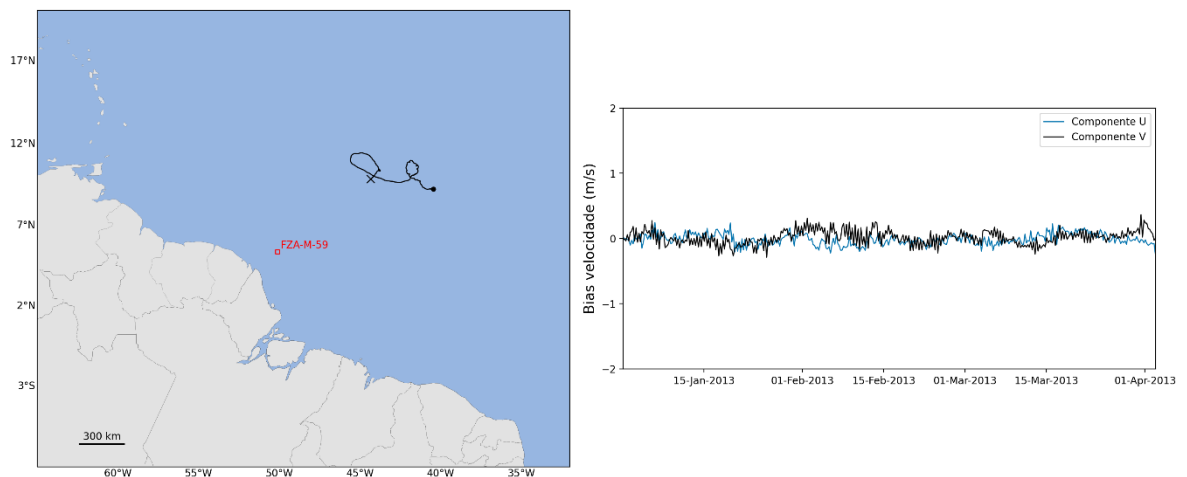 17°N
12°N
7°N
2°N
3°S
FZA-M-59
300 km
60°W 55°W 50°W 45°W 40°W 35°W
Bias velocidade (m/s)
2
1
0
−1
−2
Componente U
Componente V
15-Jan-2013 01-Feb-2013 15-Feb-2013 01-Mar-2013 15-Mar-2013 01-Apr-2013